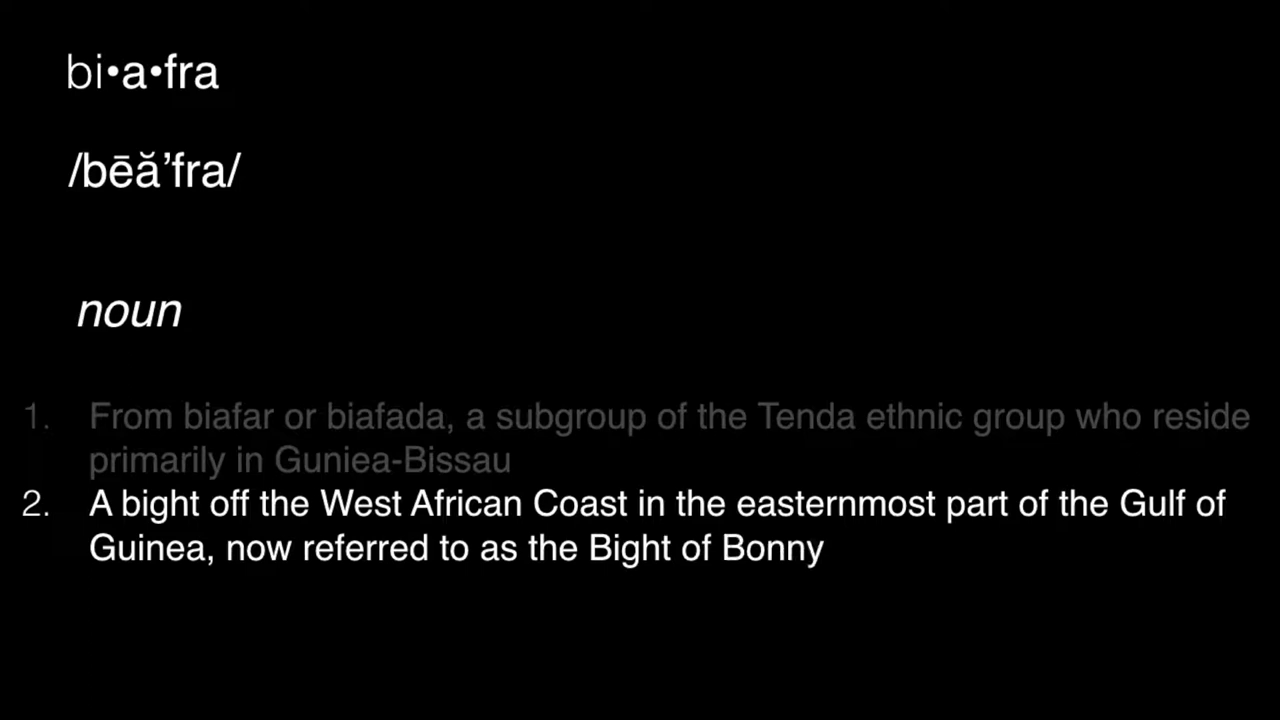 bi•a•fra
/bēă’fra/
noun
1. From biafar or biafada, a subgroup of the Tenda ethnic group who reside
primarily in Guniea-Bissau
2. A bight off the West African Coast in the easternmost part of the Gulf of
Guinea, now referred to as the Bight of Bonny